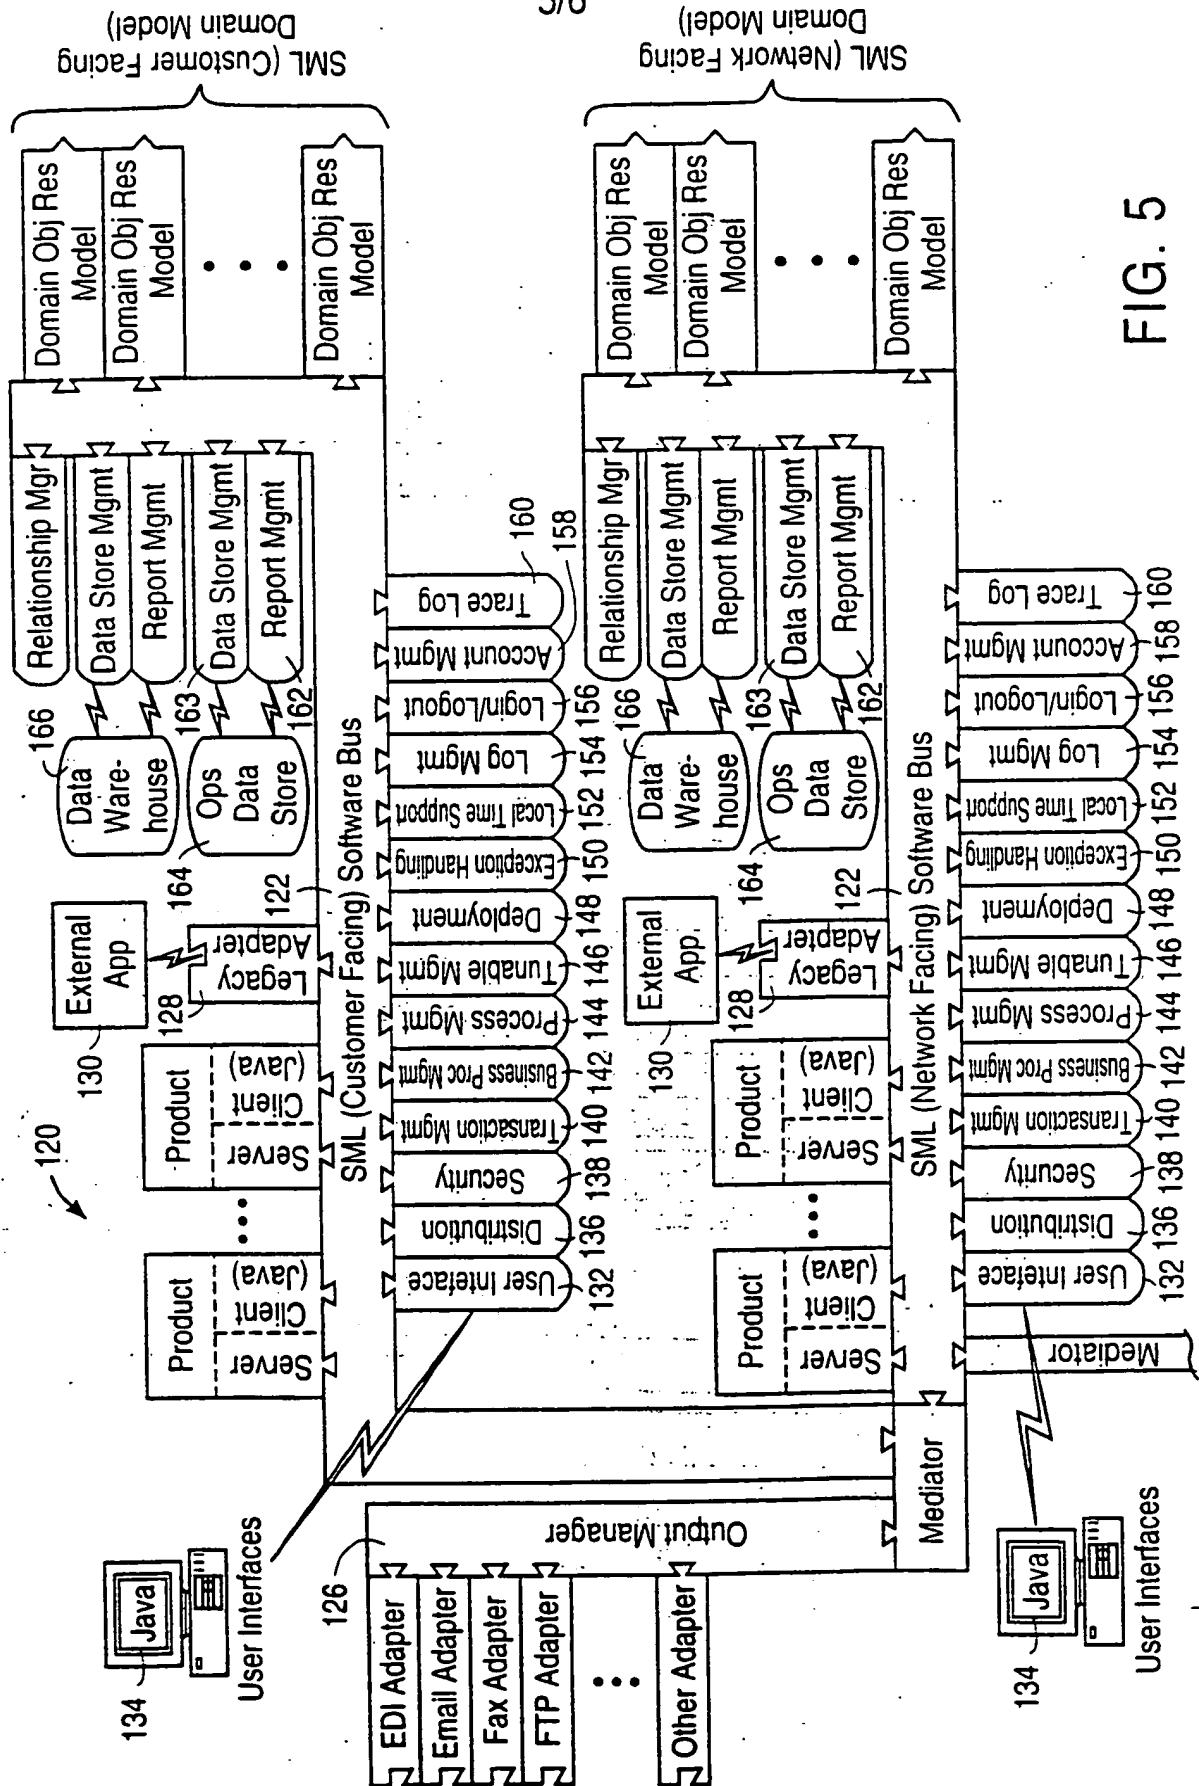 9/C
SML (Customer Facing
Domain Model)
SML (Network Facing
Domain Model)
Domain Obj Res
Model
Domain Obj Res
Model
Domain Obj Res
Model
Relationship Mgr
Data Store Mgmt
Report Mgmt
Data Store Mgmt
Report Mgmt
166
163
162
Data
Ware-
house
Ops
Data
Store
164
122
External
App
130
Legacy
Adapter
128
Product
Server
Client
(Java)
Product
Server
Client
(Java)
120
SML (Customer Facing) Software Bus
User Inteface
Distribution
Security
Transaction Mgmt
Business Proc Mgmt
Process Mgmt
Tunable Mgmt
Deployment
Exception Handling
Local Time Support
Log Mgmt
Login/Logout
Account Mgmt
Trace Log
132
136
138
140
142
144
146
148
150
152
154
156
158
160
Java
134
User Interfaces
126
Output Manager
EDI Adapter
Email Adapter
Fax Adapter
FTP Adapter
Other Adapter
Mediator
Domain Obj Res
Model
Domain Obj Res
Model
Domain Obj Res
Model
Relationship Mgr
Data Store Mgmt
Report Mgmt
Data Store Mgmt
Report Mgmt
166
163
162
Data
Ware-
house
Ops
Data
Store
164
122
External
App.
130
Legacy
Adapter
128
Product
Server
Client
(Java)
Product
Server
Client
(Java)
SML (Network Facing) Software Bus
User Inteface
Distribution
Security
Transaction Mgmt
Business Proc Mgmt
Process Mgmt
Tunable Mgmt
Deployment
Exception Handling
Local Time Support
Log Mgmt
Login/Logout
Account Mgmt
Trace Log
132
136
138
140
142
144
146
148
150
152
154
156
158
160
Mediator
Java
134
User Interfaces
FIG. 5